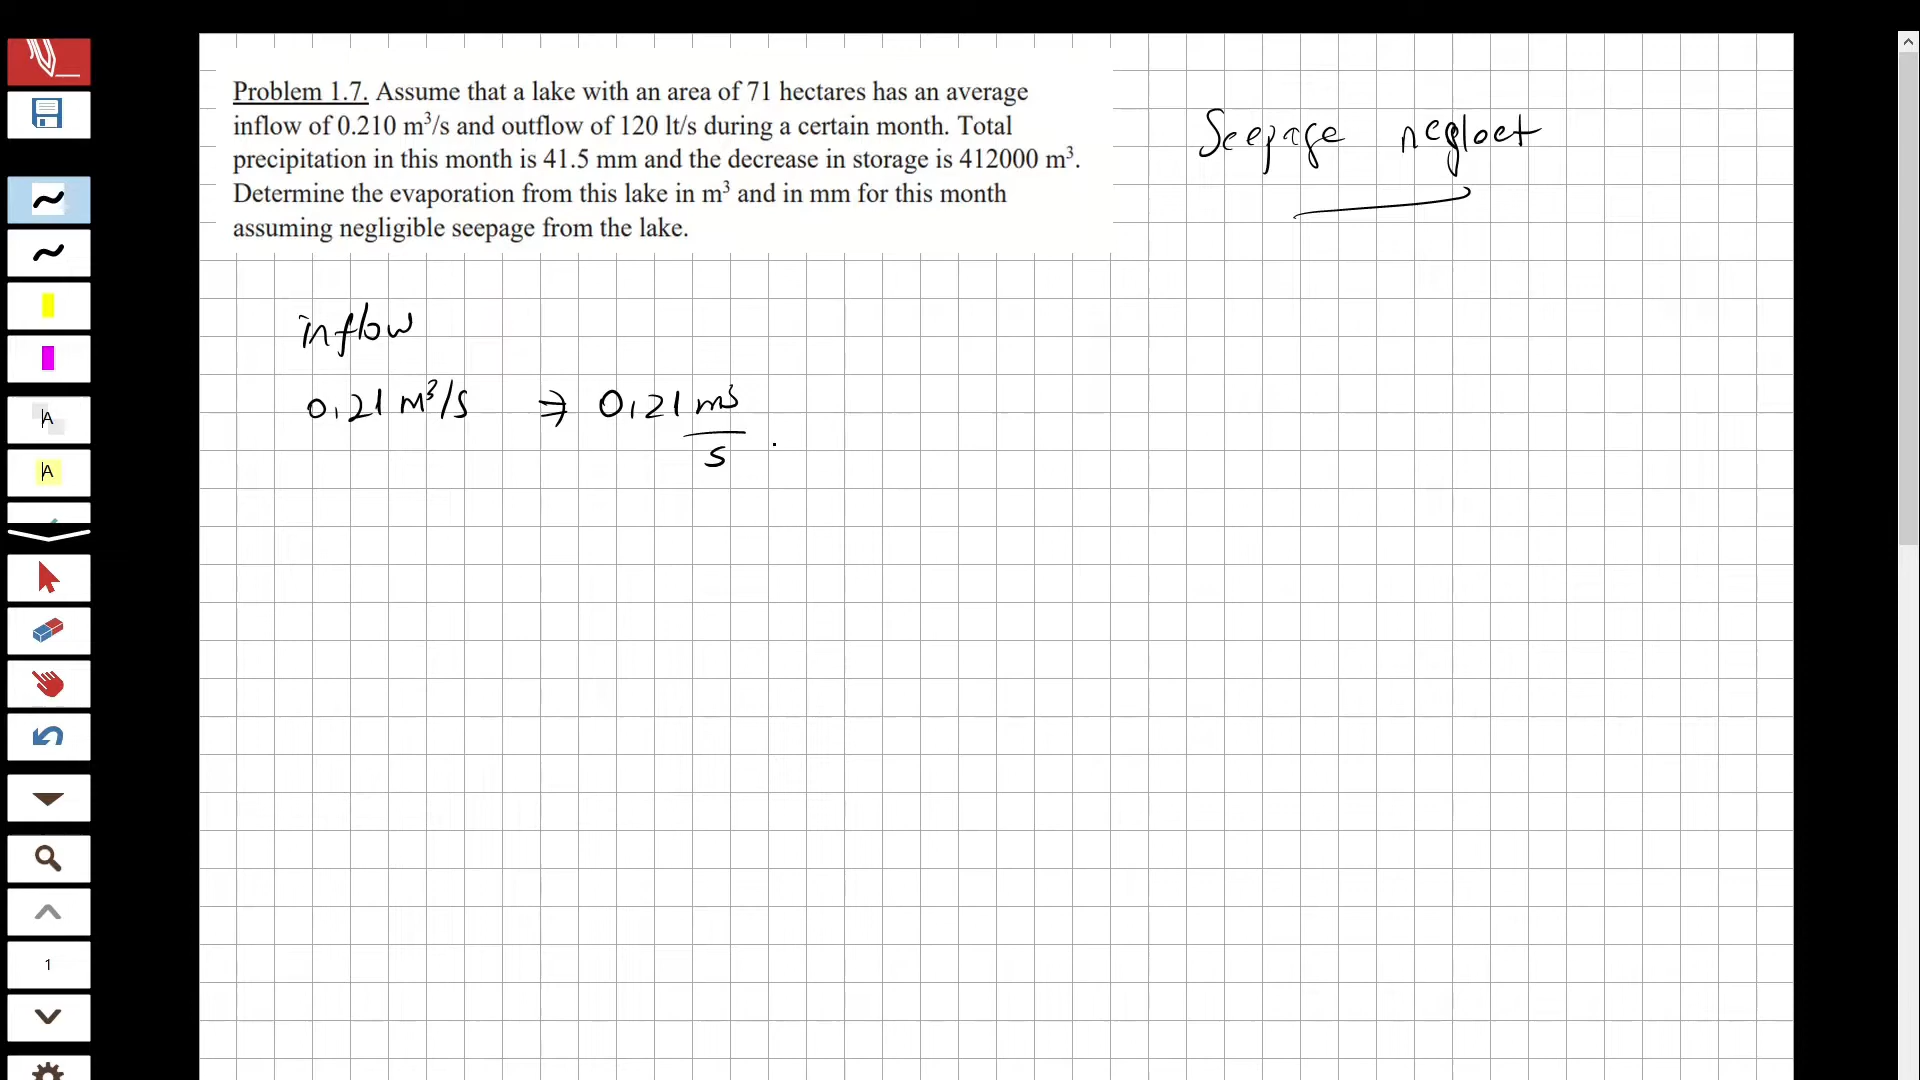 Problem 1.7. Assume that a lake with an area of 71 hectares has an average
inflow of 0.210 m³/s and outflow of 120 lt/s during a certain month. Total
precipitation in this month is 41.5 mm and the decrease in storage is 412000 m³.
Determine the evaporation from this lake in m³ and in mm for this month
assuming negligible seepage from the lake.
Seepage negloct
inflow
0,21 m³/s ⇒ 0,21 m³
s
A
A
1